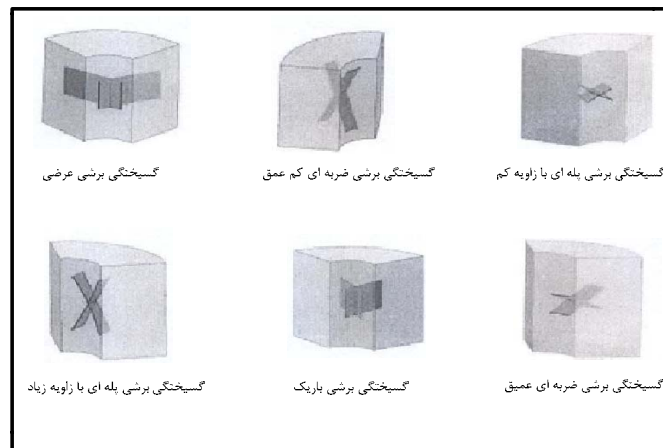 گسیختگی برشی پله ای با زاویه کم
گسیختگی برشی ضربه ای کم عمق
گسیختگی برشی عرضی
گسیختگی برشی ضربه ای عمیق
گسیختگی برشی باریک
گسیختگی برشی پله ای با زاویه زیاد